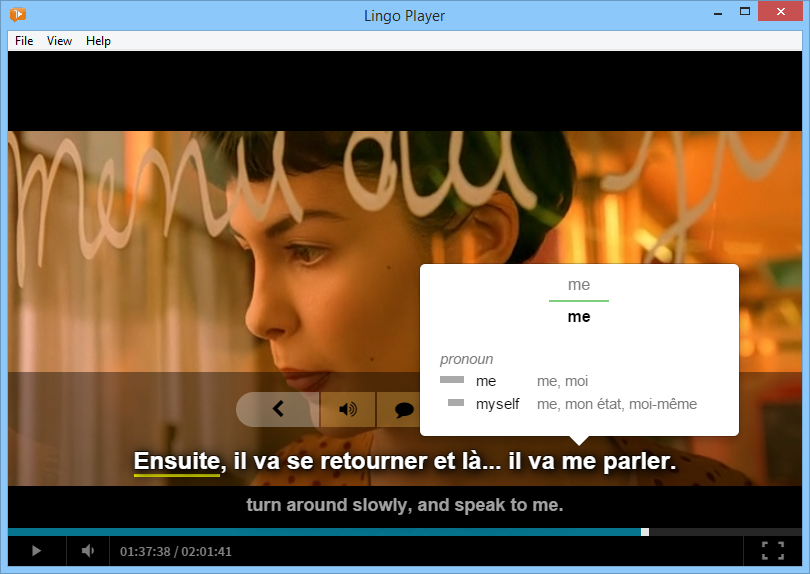 Lingo Player
File View Help
menu du jo
me
me
pronoun
me me, moi
myself me, mon état, moi-même
Ensuite, il va se retourner et là... il va me parler.
turn around slowly, and speak to me.
01:37:38 / 02:01:41